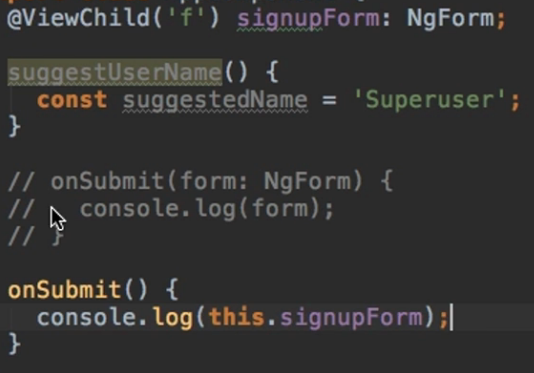 @ViewChild('f') signupForm: NgForm;
suggestUserName() {
  const suggestedName = 'Superuser';
}
// onSubmit(form: NgForm) {
//   console.log(form);
// }
onSubmit() {
  console.log(this.signupForm);
}